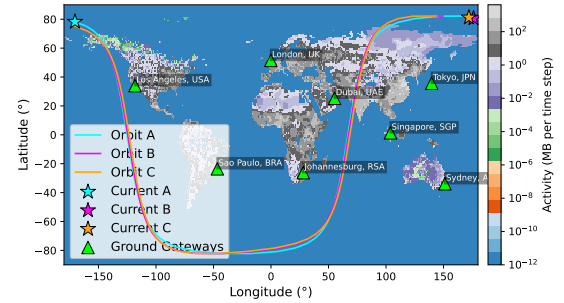 80
60
40
20
0
−20
−40
−60
−80
Latitude (°)
London, UK
Los Angeles, USA
Tokyo, JPN
Dubai, UAE
Singapore, SGP
Sao Paulo, BRA
Johannesburg, RSA
Sydney, A
Orbit A
Orbit B
Orbit C
Current A
Current B
Current C
Ground Gateways
−150
−100
−50
0
50
100
150
Longitude (°)
10²
10⁰
10⁻²
10⁻⁴
10⁻⁶
10⁻⁸
10⁻¹⁰
10⁻¹²
Activity (MB per time step)